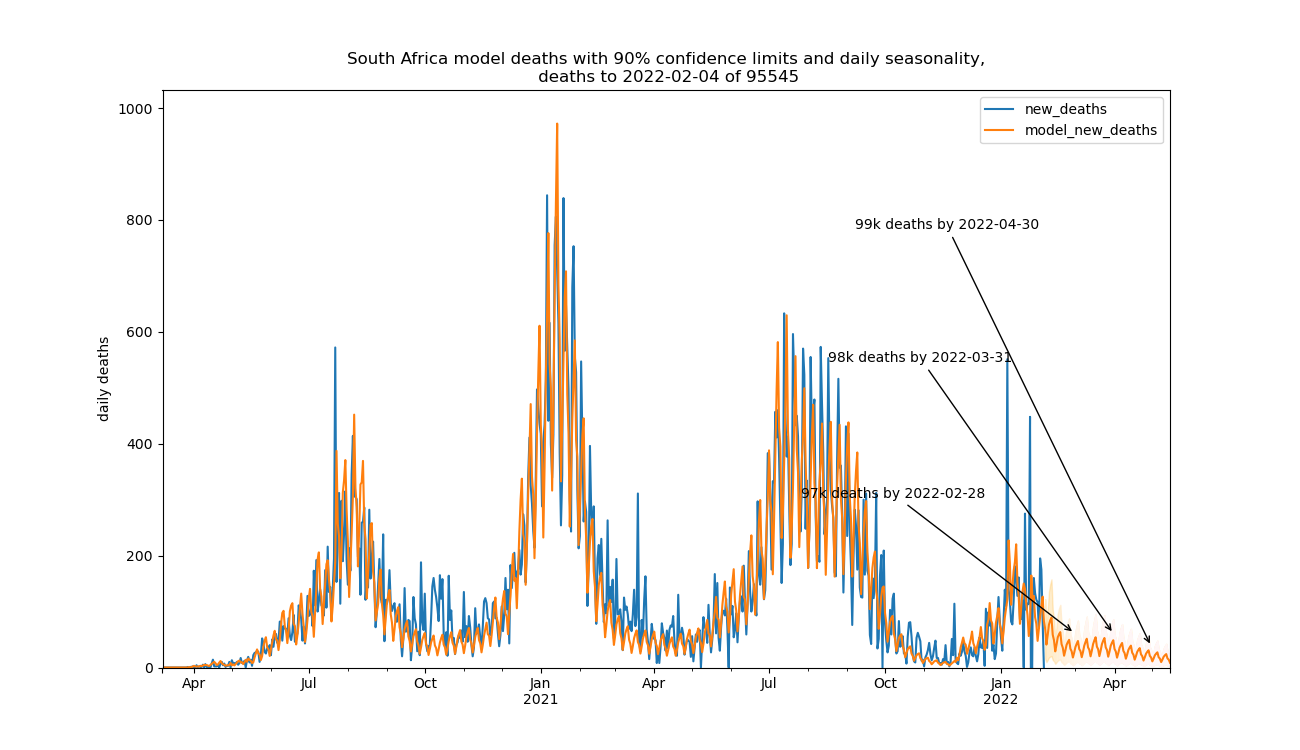 South Africa model deaths with 90% confidence limits and daily seasonality,
deaths to 2022-02-04 of 95545
new_deaths
model_new_deaths
daily deaths
1000
800
600
400
200
0
99k deaths by 2022-04-30
98k deaths by 2022-03-31
97k deaths by 2022-02-28
Apr Jul Oct Jan Apr Jul Oct Jan Apr
2021 2022